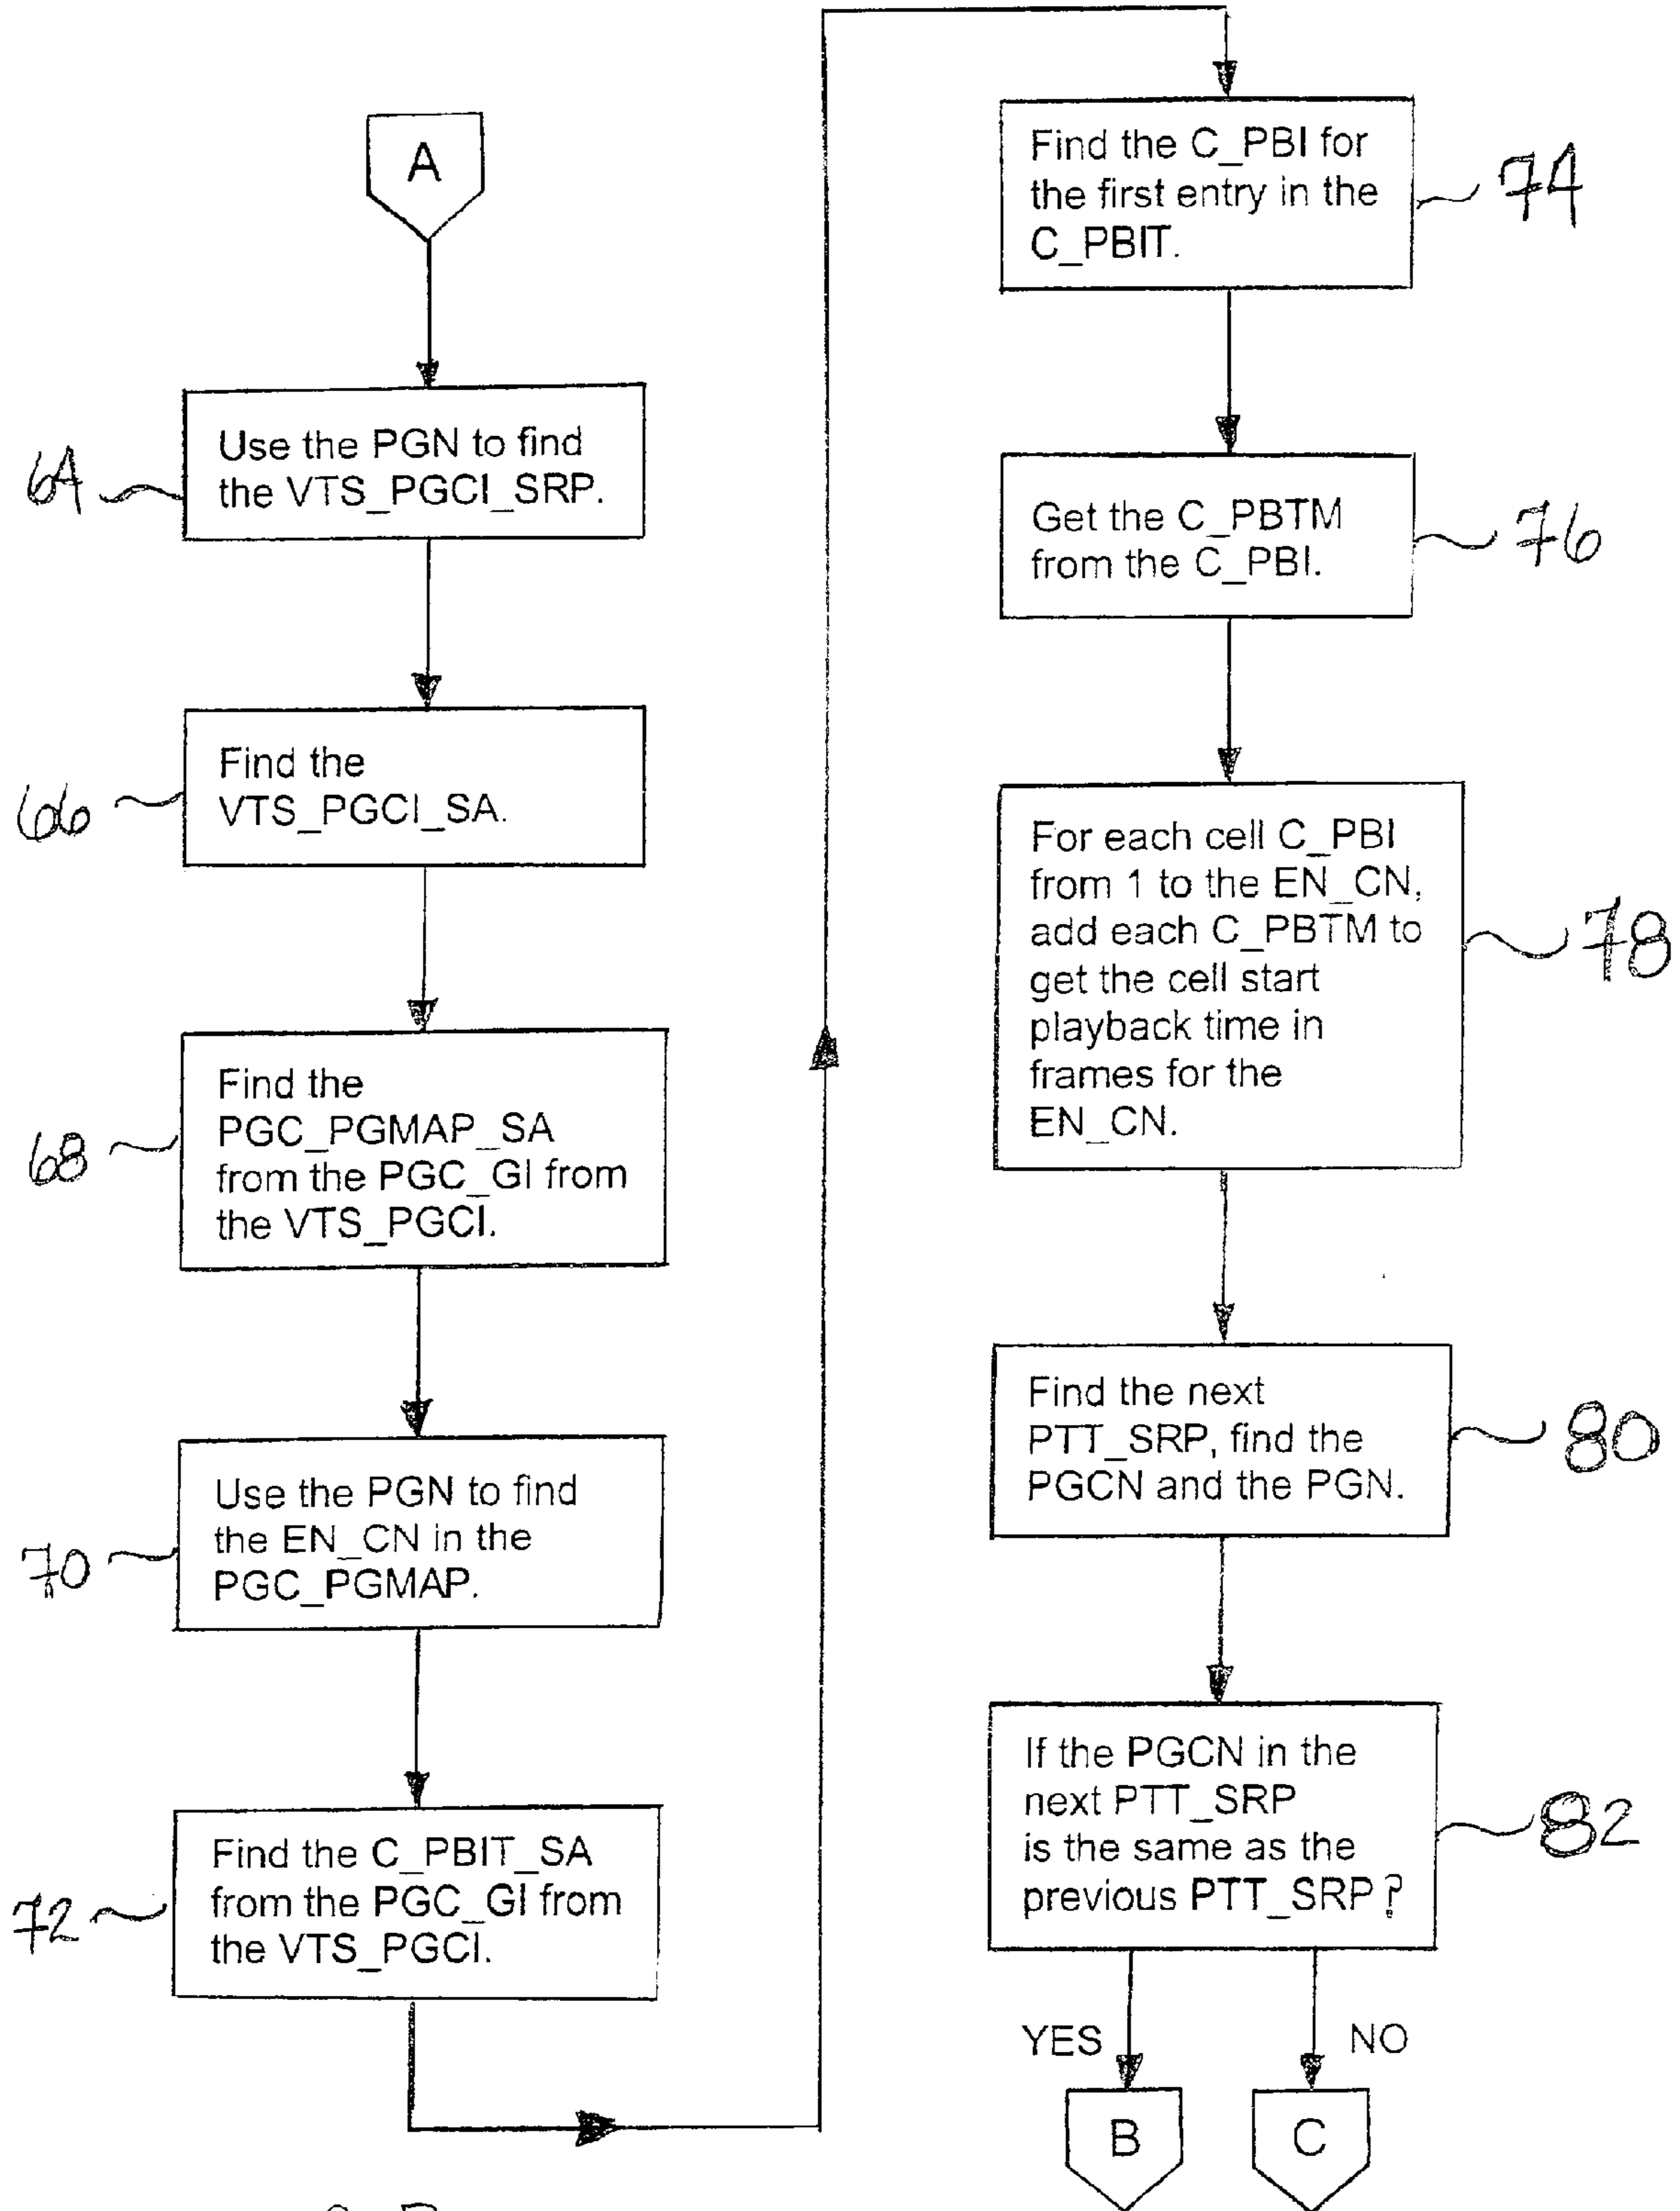 A
64
Use the PGN to find
the VTS_PGCI_SRP.
66
Find the
VTS_PGCI_SA.
68
Find the
PGC_PGMAP_SA
from the PGC_GI from
the VTS_PGCI.
70
Use the PGN to find
the EN_CN in the
PGC_PGMAP.
72
Find the C_PBIT_SA
from the PGC_GI from
the VTS_PGCI.
Find the C_PBI for
the first entry in the
C_PBIT.
74
Get the C_PBTM
from the C_PBI.
76
For each cell C_PBI
from 1 to the EN_CN,
add each C_PBTM to
get the cell start
playback time in
frames for the
EN_CN.
78
Find the next
PTT_SRP, find the
PGCN and the PGN.
80
If the PGCN in the
next PTT_SRP
is the same as the
previous PTT_SRP?
82
YES
NO
B
C